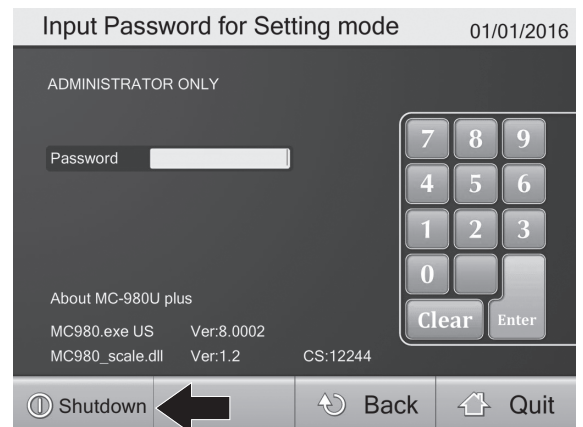 Input Password for Setting mode 01/01/2016
ADMINISTRATOR ONLY
Password
7 8 9
4 5 6
1 2 3
0
Clear Enter
About MC-980U plus
MC980.exe US Ver:8.0002
MC980_scale.dll Ver:1.2 CS:12244
Shutdown Back Quit